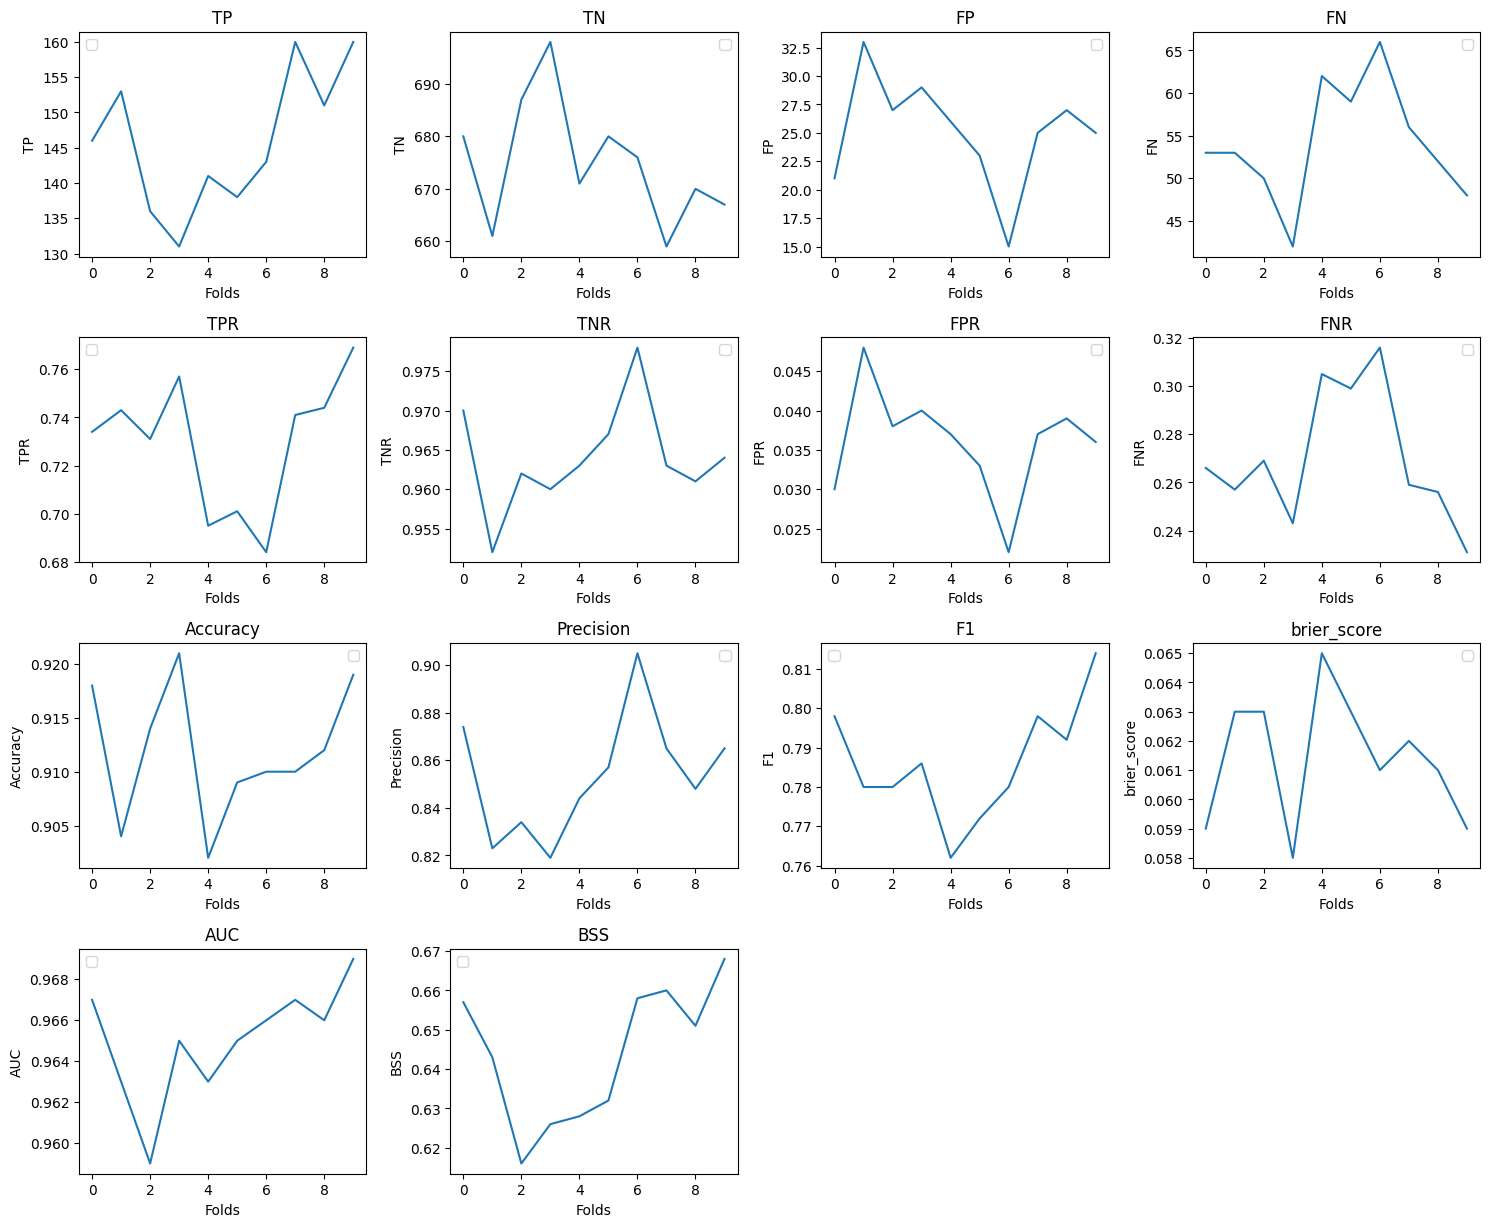 TP
TN
FP
FN
160
155
150
145
140
135
130
TP
0 2 4 6 8
Folds
690
680
670
660
TN
0 2 4 6 8
Folds
32.5
30.0
27.5
25.0
22.5
20.0
17.5
15.0
FP
0 2 4 6 8
Folds
65
60
55
50
45
FN
0 2 4 6 8
Folds
TPR
TNR
FPR
FNR
0.76
0.74
0.72
0.70
0.68
TPR
0 2 4 6 8
Folds
0.975
0.970
0.965
0.960
0.955
TNR
0 2 4 6 8
Folds
0.045
0.040
0.035
0.030
0.025
FPR
0 2 4 6 8
Folds
0.32
0.30
0.28
0.26
0.24
FNR
0 2 4 6 8
Folds
Accuracy
Precision
F1
brier_score
0.920
0.915
0.910
0.905
Accuracy
0 2 4 6 8
Folds
0.90
0.88
0.86
0.84
0.82
Precision
0 2 4 6 8
Folds
0.81
0.80
0.79
0.78
0.77
0.76
F1
0 2 4 6 8
Folds
0.065
0.064
0.063
0.062
0.061
0.060
0.059
0.058
brier_score
0 2 4 6 8
Folds
AUC
BSS
0.968
0.966
0.964
0.962
0.960
AUC
0 2 4 6 8
Folds
0.67
0.66
0.65
0.64
0.63
0.62
BSS
0 2 4 6 8
Folds